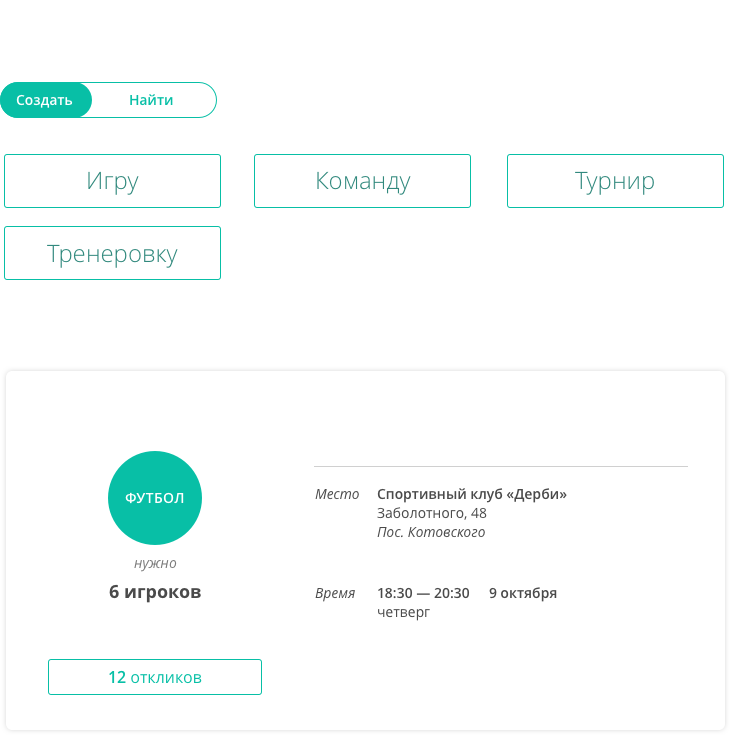 Создать Найти
Игру Команду Турнир
Тренировку
ФУТБОЛ
нужно
6 игроков
12 откликов
Место Спортивный клуб «Дерби»
Заболотного, 48
Пос. Котовского
Время 18:30 — 20:30 9 октября
четверг